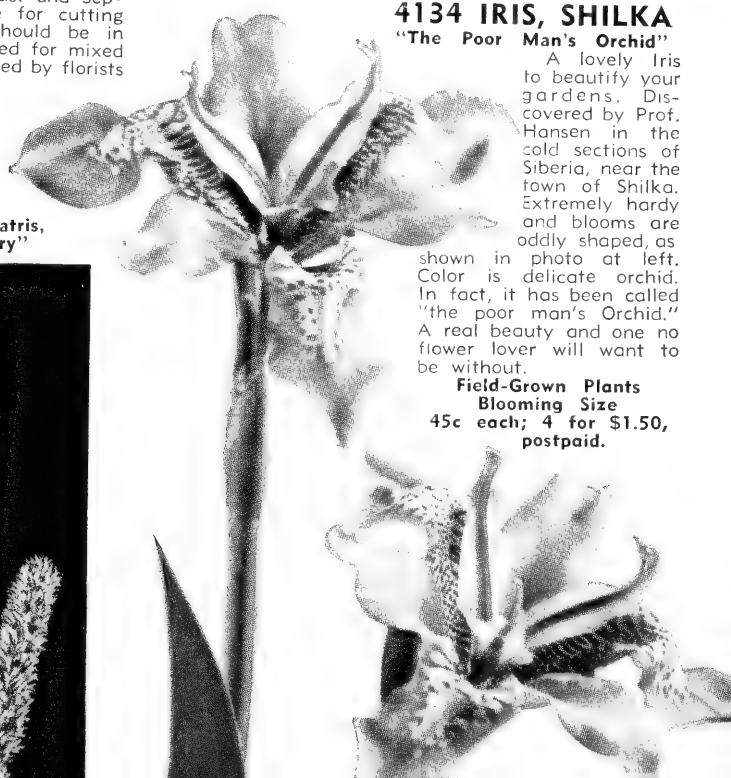 for cutting
hould be in
ed for mixed
ed by florists
atris,
ry"
4134 IRIS, SHILKA
"The Poor Man's Orchid"
A lovely Iris
to beautify your
gardens. Dis-
covered by Prof.
Hansen in the
cold sections of
Siberia, near the
town of Shilka.
Extremely hardy
and blooms are
oddly shaped, as
shown in photo at left.
Color is delicate orchid.
In fact, it has been called
"the poor man's Orchid."
A real beauty and one no
flower lover will want to
be without.
Field-Grown Plants
Blooming Size
45c each; 4 for $1.50,
postpaid.